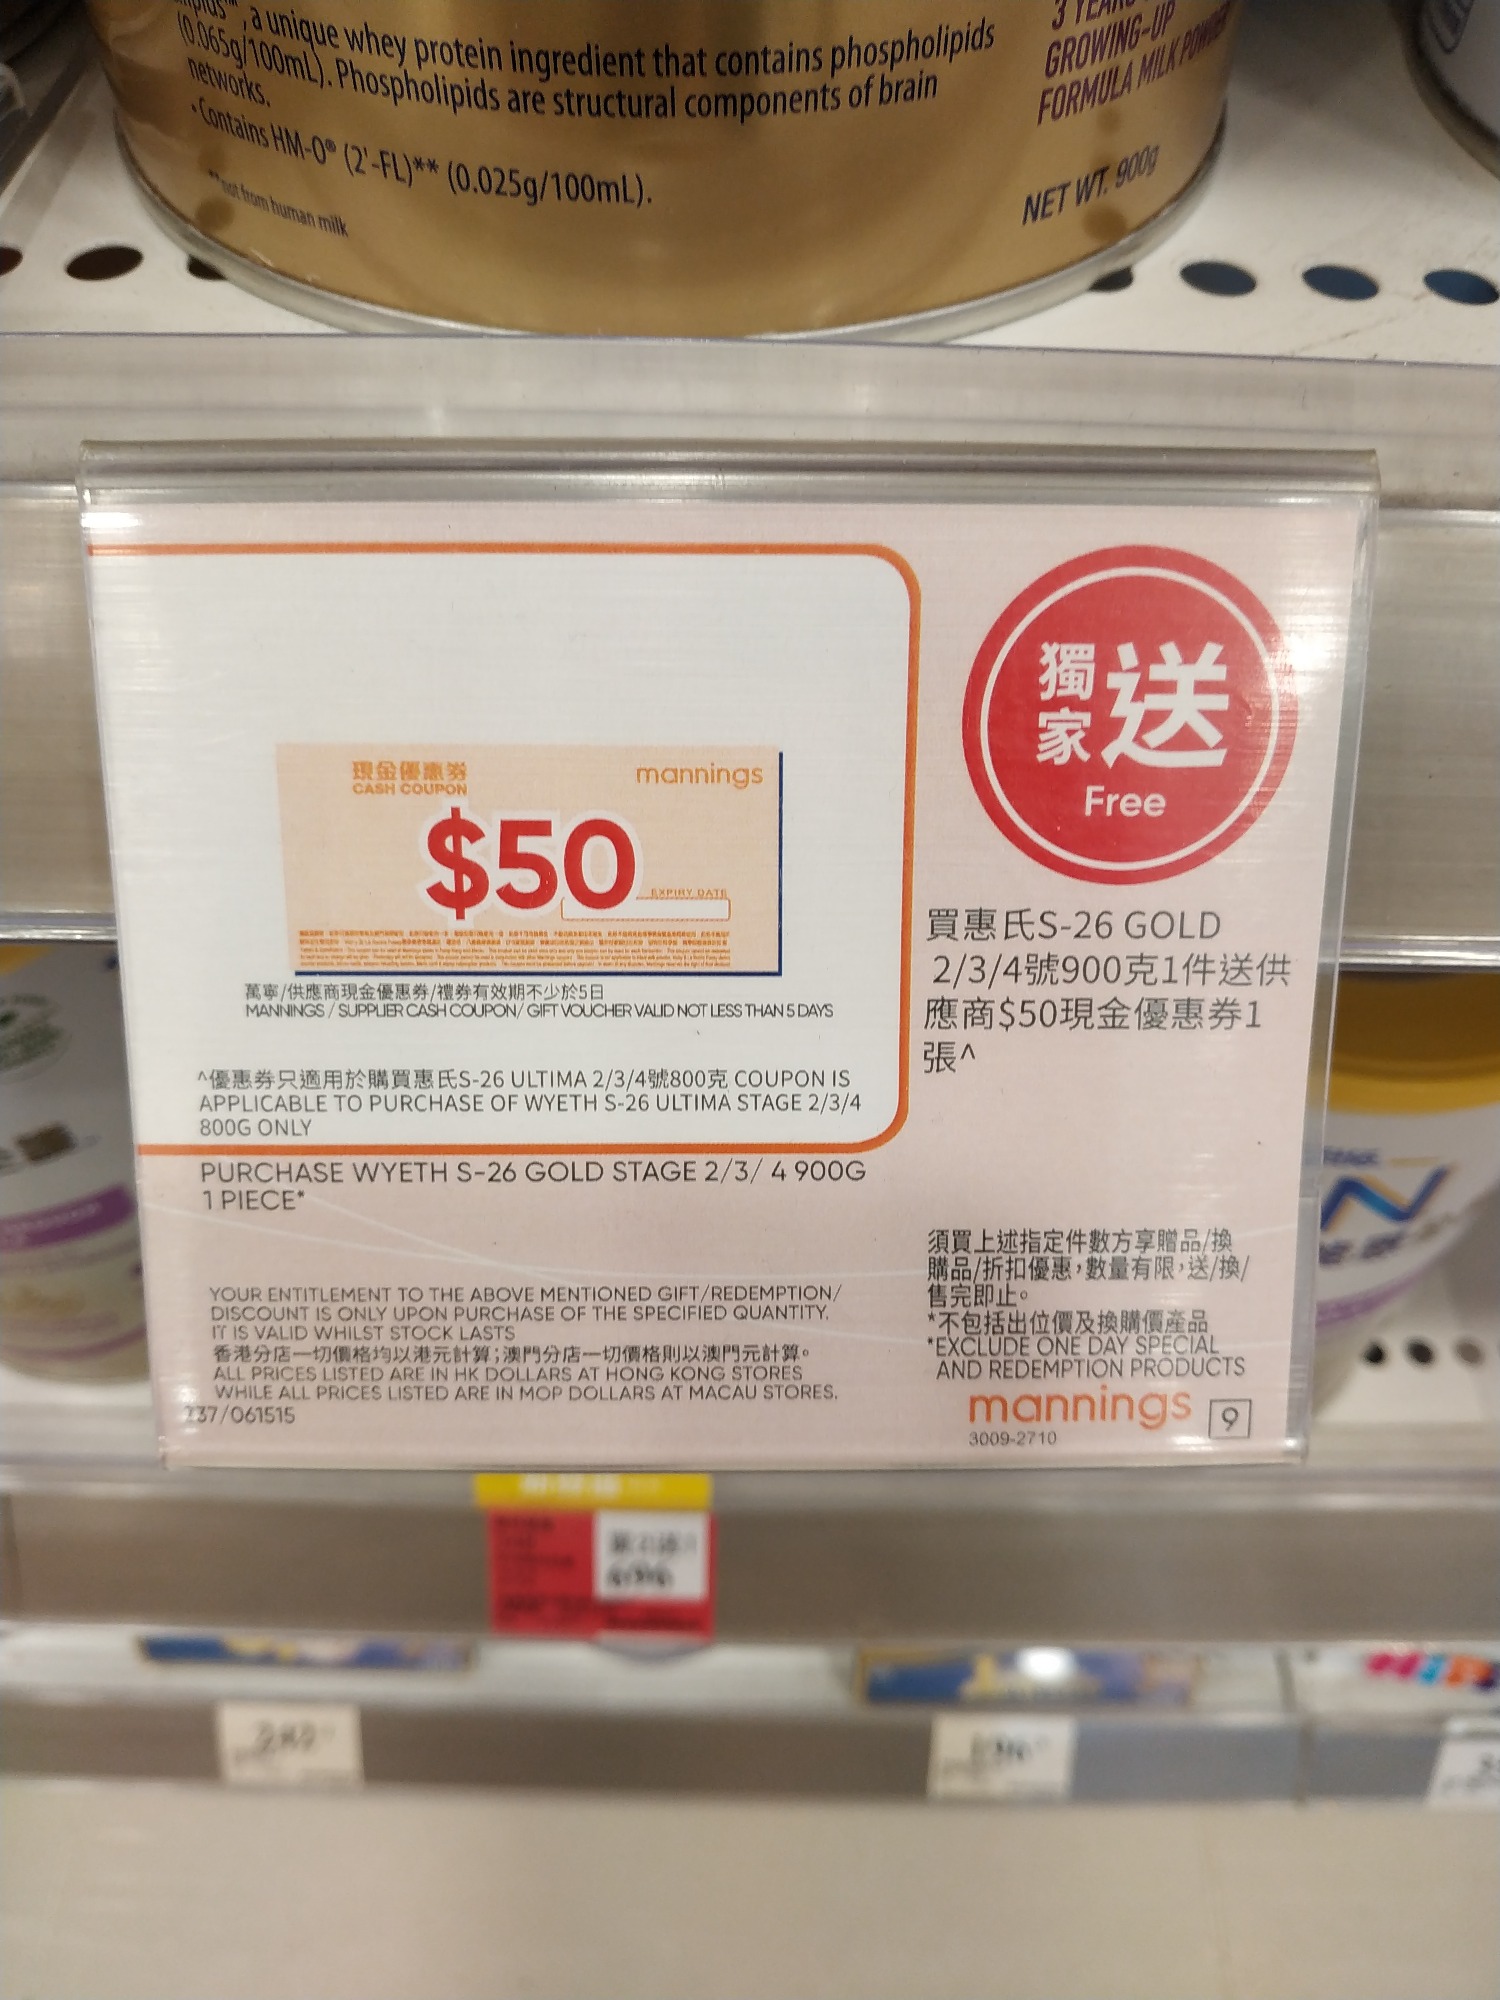 , a unique whey protein ingredient that contains phospholipids
(0.065g/100mL). Phospholipids are structural components of brain
networks.
• Contains HM-O® (2'-FL)** (0.025g/100mL).
**not from human milk
3 YEARS
GROWING-UP
FORMULA MILK POWDER
NET WT. 900g
現金優惠券
CASH COUPON
mannings
$50
EXPIRY DATE
萬寧/供應商現金優惠券/禮券有效期不少於5日
MANNINGS / SUPPLIER CASH COUPON/ GIFT VOUCHER VALID NOT LESS THAN 5 DAYS
^優惠券只適用於購買惠氏S-26 ULTIMA 2/3/4號800克 COUPON IS
APPLICABLE TO PURCHASE OF WYETH S-26 ULTIMA STAGE 2/3/4
800G ONLY
PURCHASE WYETH S-26 GOLD STAGE 2/3/ 4 900G
1 PIECE*
獨家送
Free
買惠氏S-26 GOLD
2/3/4號900克1件送供
應商$50現金優惠券1
張^
YOUR ENTITLEMENT TO THE ABOVE MENTIONED GIFT/REDEMPTION/
DISCOUNT IS ONLY UPON PURCHASE OF THE SPECIFIED QUANTITY.
IT IS VALID WHILST STOCK LASTS
香港分店一切價格均以港元計算;澳門分店一切價格則以澳門元計算。
ALL PRICES LISTED ARE IN HK DOLLARS AT HONG KONG STORES
WHILE ALL PRICES LISTED ARE IN MOP DOLLARS AT MACAU STORES.
237/061515
須買上述指定件數方享贈品/換
購品/折扣優惠,數量有限,送/換/
售完即止。
*不包括出位價及換購價產品
*EXCLUDE ONE DAY SPECIAL
AND REDEMPTION PRODUCTS
mannings
9
3009-2710